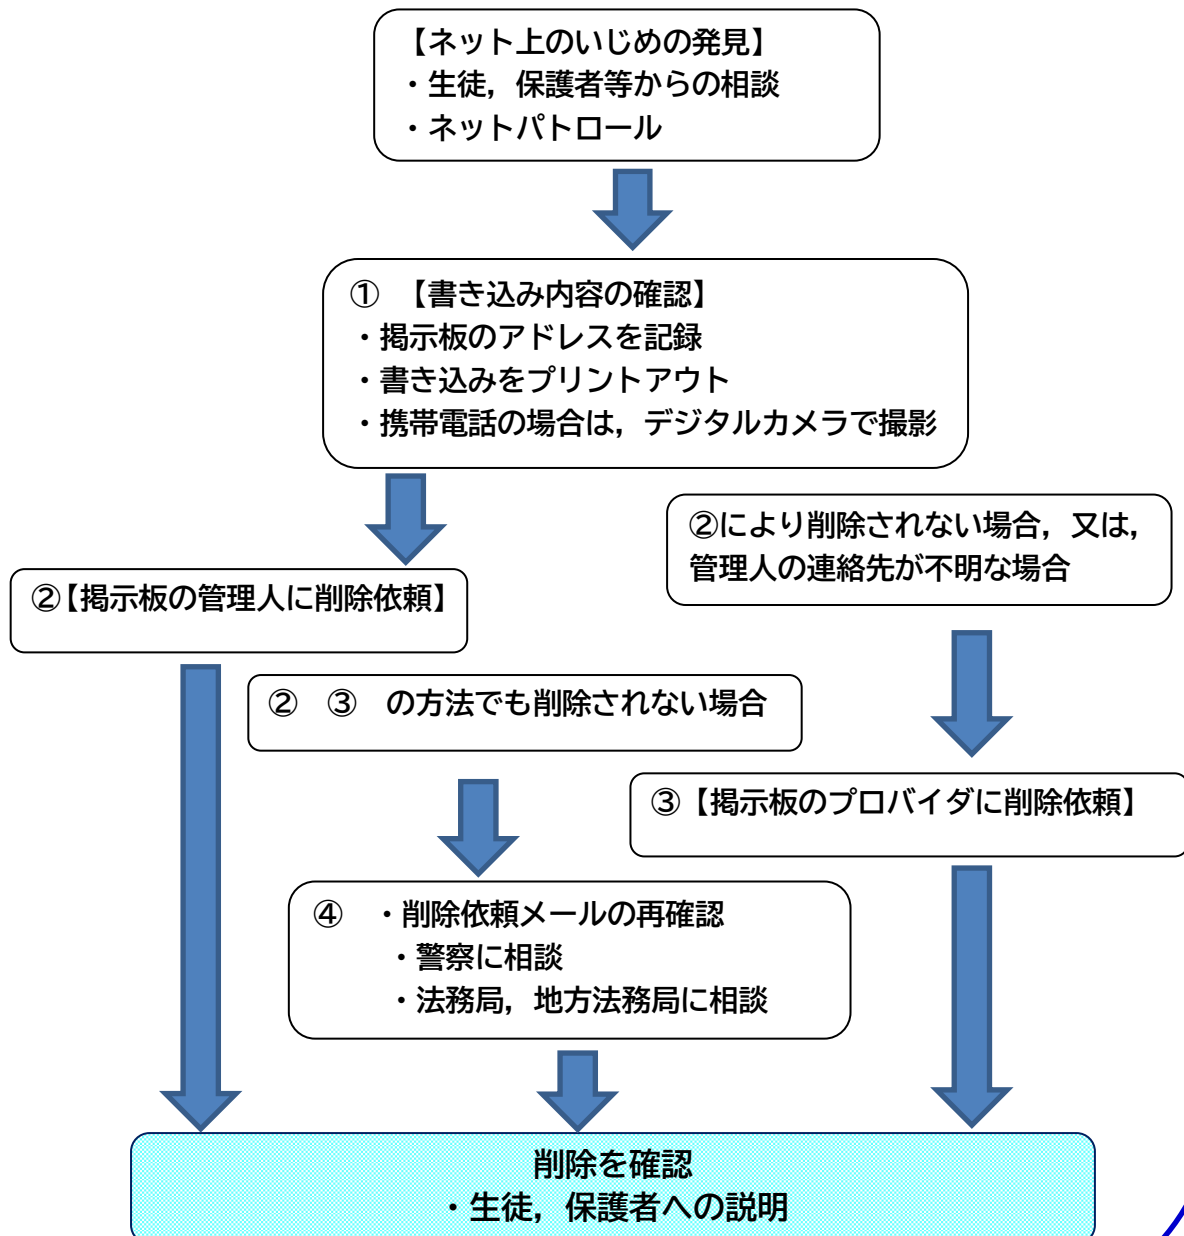 【ネット上のいじめの発見】
・生徒，保護者等からの相談
・ネットパトロール
①　【書き込み内容の確認】
・掲示板のアドレスを記録
・書き込みをプリントアウト
・携帯電話の場合は，デジタルカメラで撮影
②により削除されない場合，又は，
管理人の連絡先が不明な場合
②【掲示板の管理人に削除依頼】
②　③　の方法でも削除されない場合
③【掲示板のプロバイダに削除依頼】
④　・削除依頼メールの再確認
・警察に相談
・法務局，地方法務局に相談
削除を確認
・生徒，保護者への説明